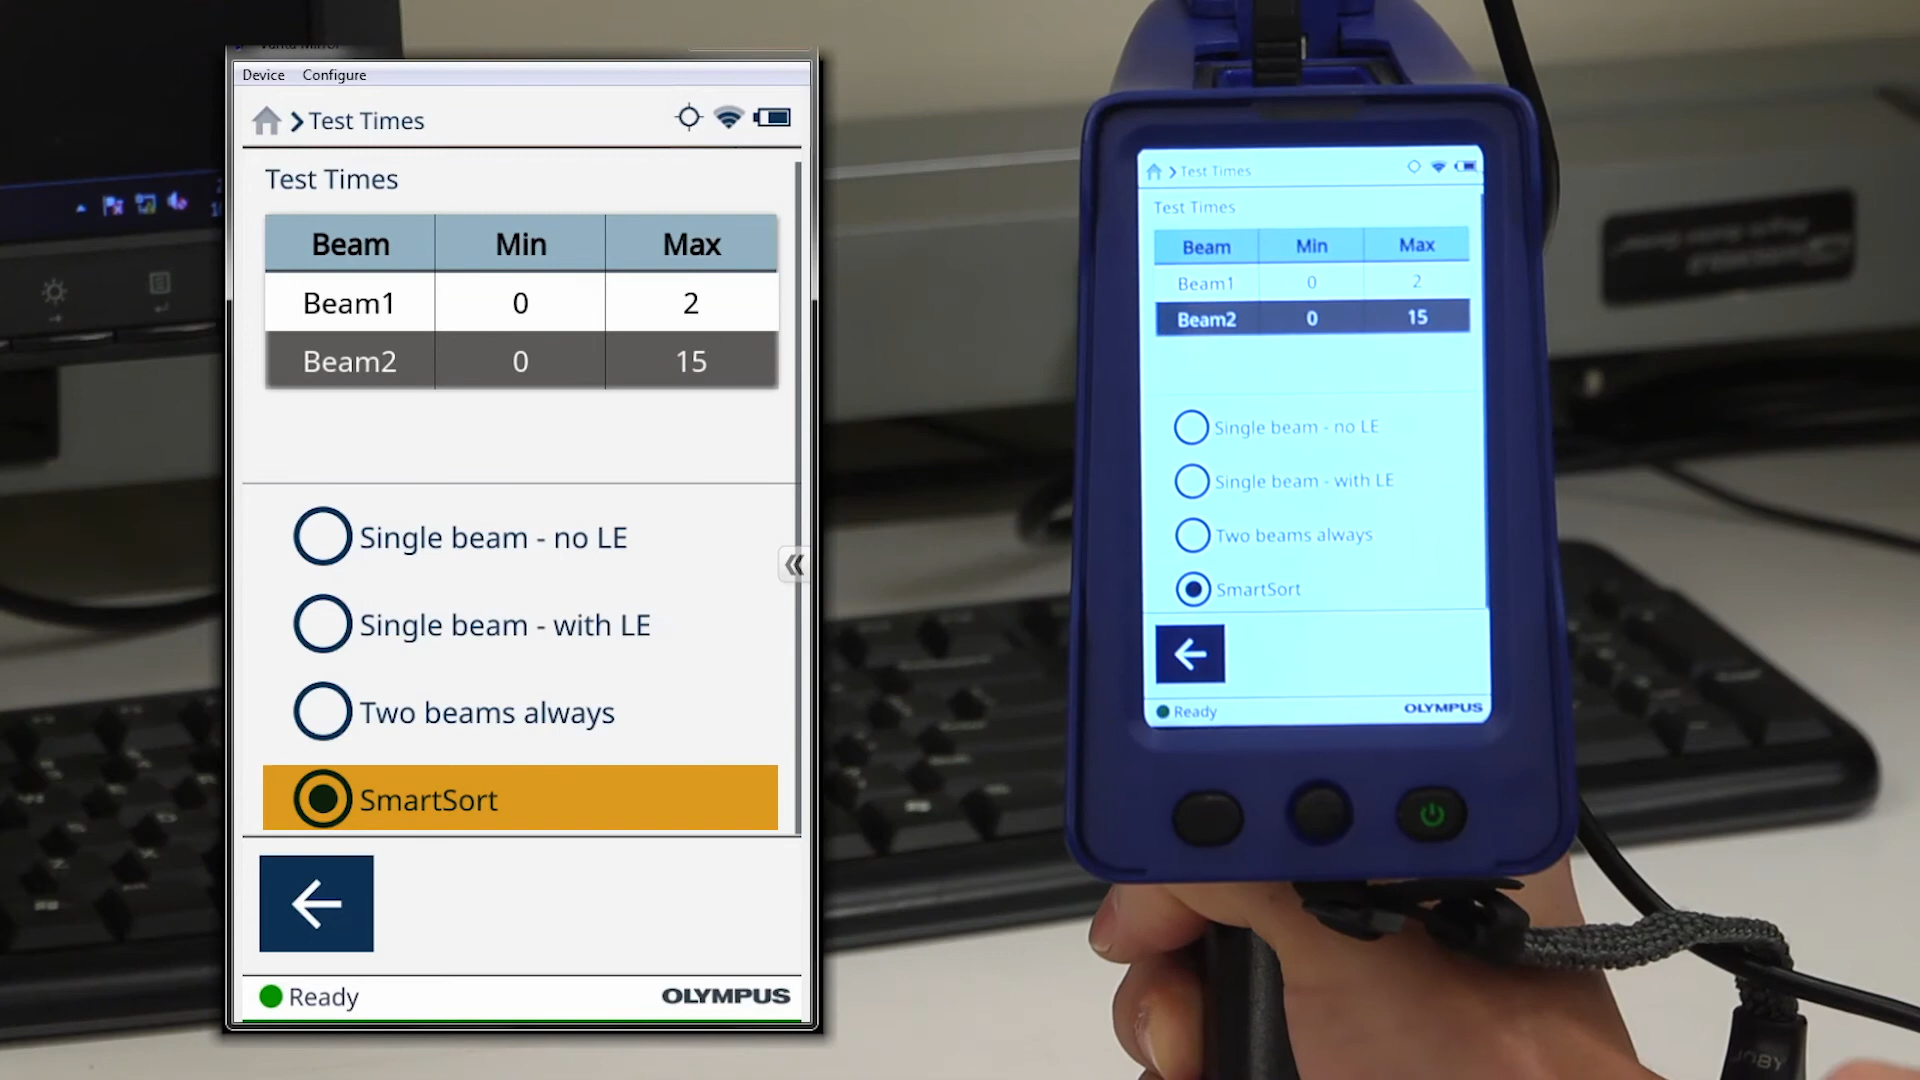 Device Configure
Test Times
Test Times
Beam Min Max
Beam1 0 2
Beam2 0 15
Single beam - no LE
Single beam - with LE
Two beams always
SmartSort
Ready OLYMPUS
Test Times
Test Times
Beam Min Max
Beam1 0 2
Beam2 0 15
Single beam - no LE
Single beam - with LE
Two beams always
SmartSort
Ready OLYMPUS
JOBY